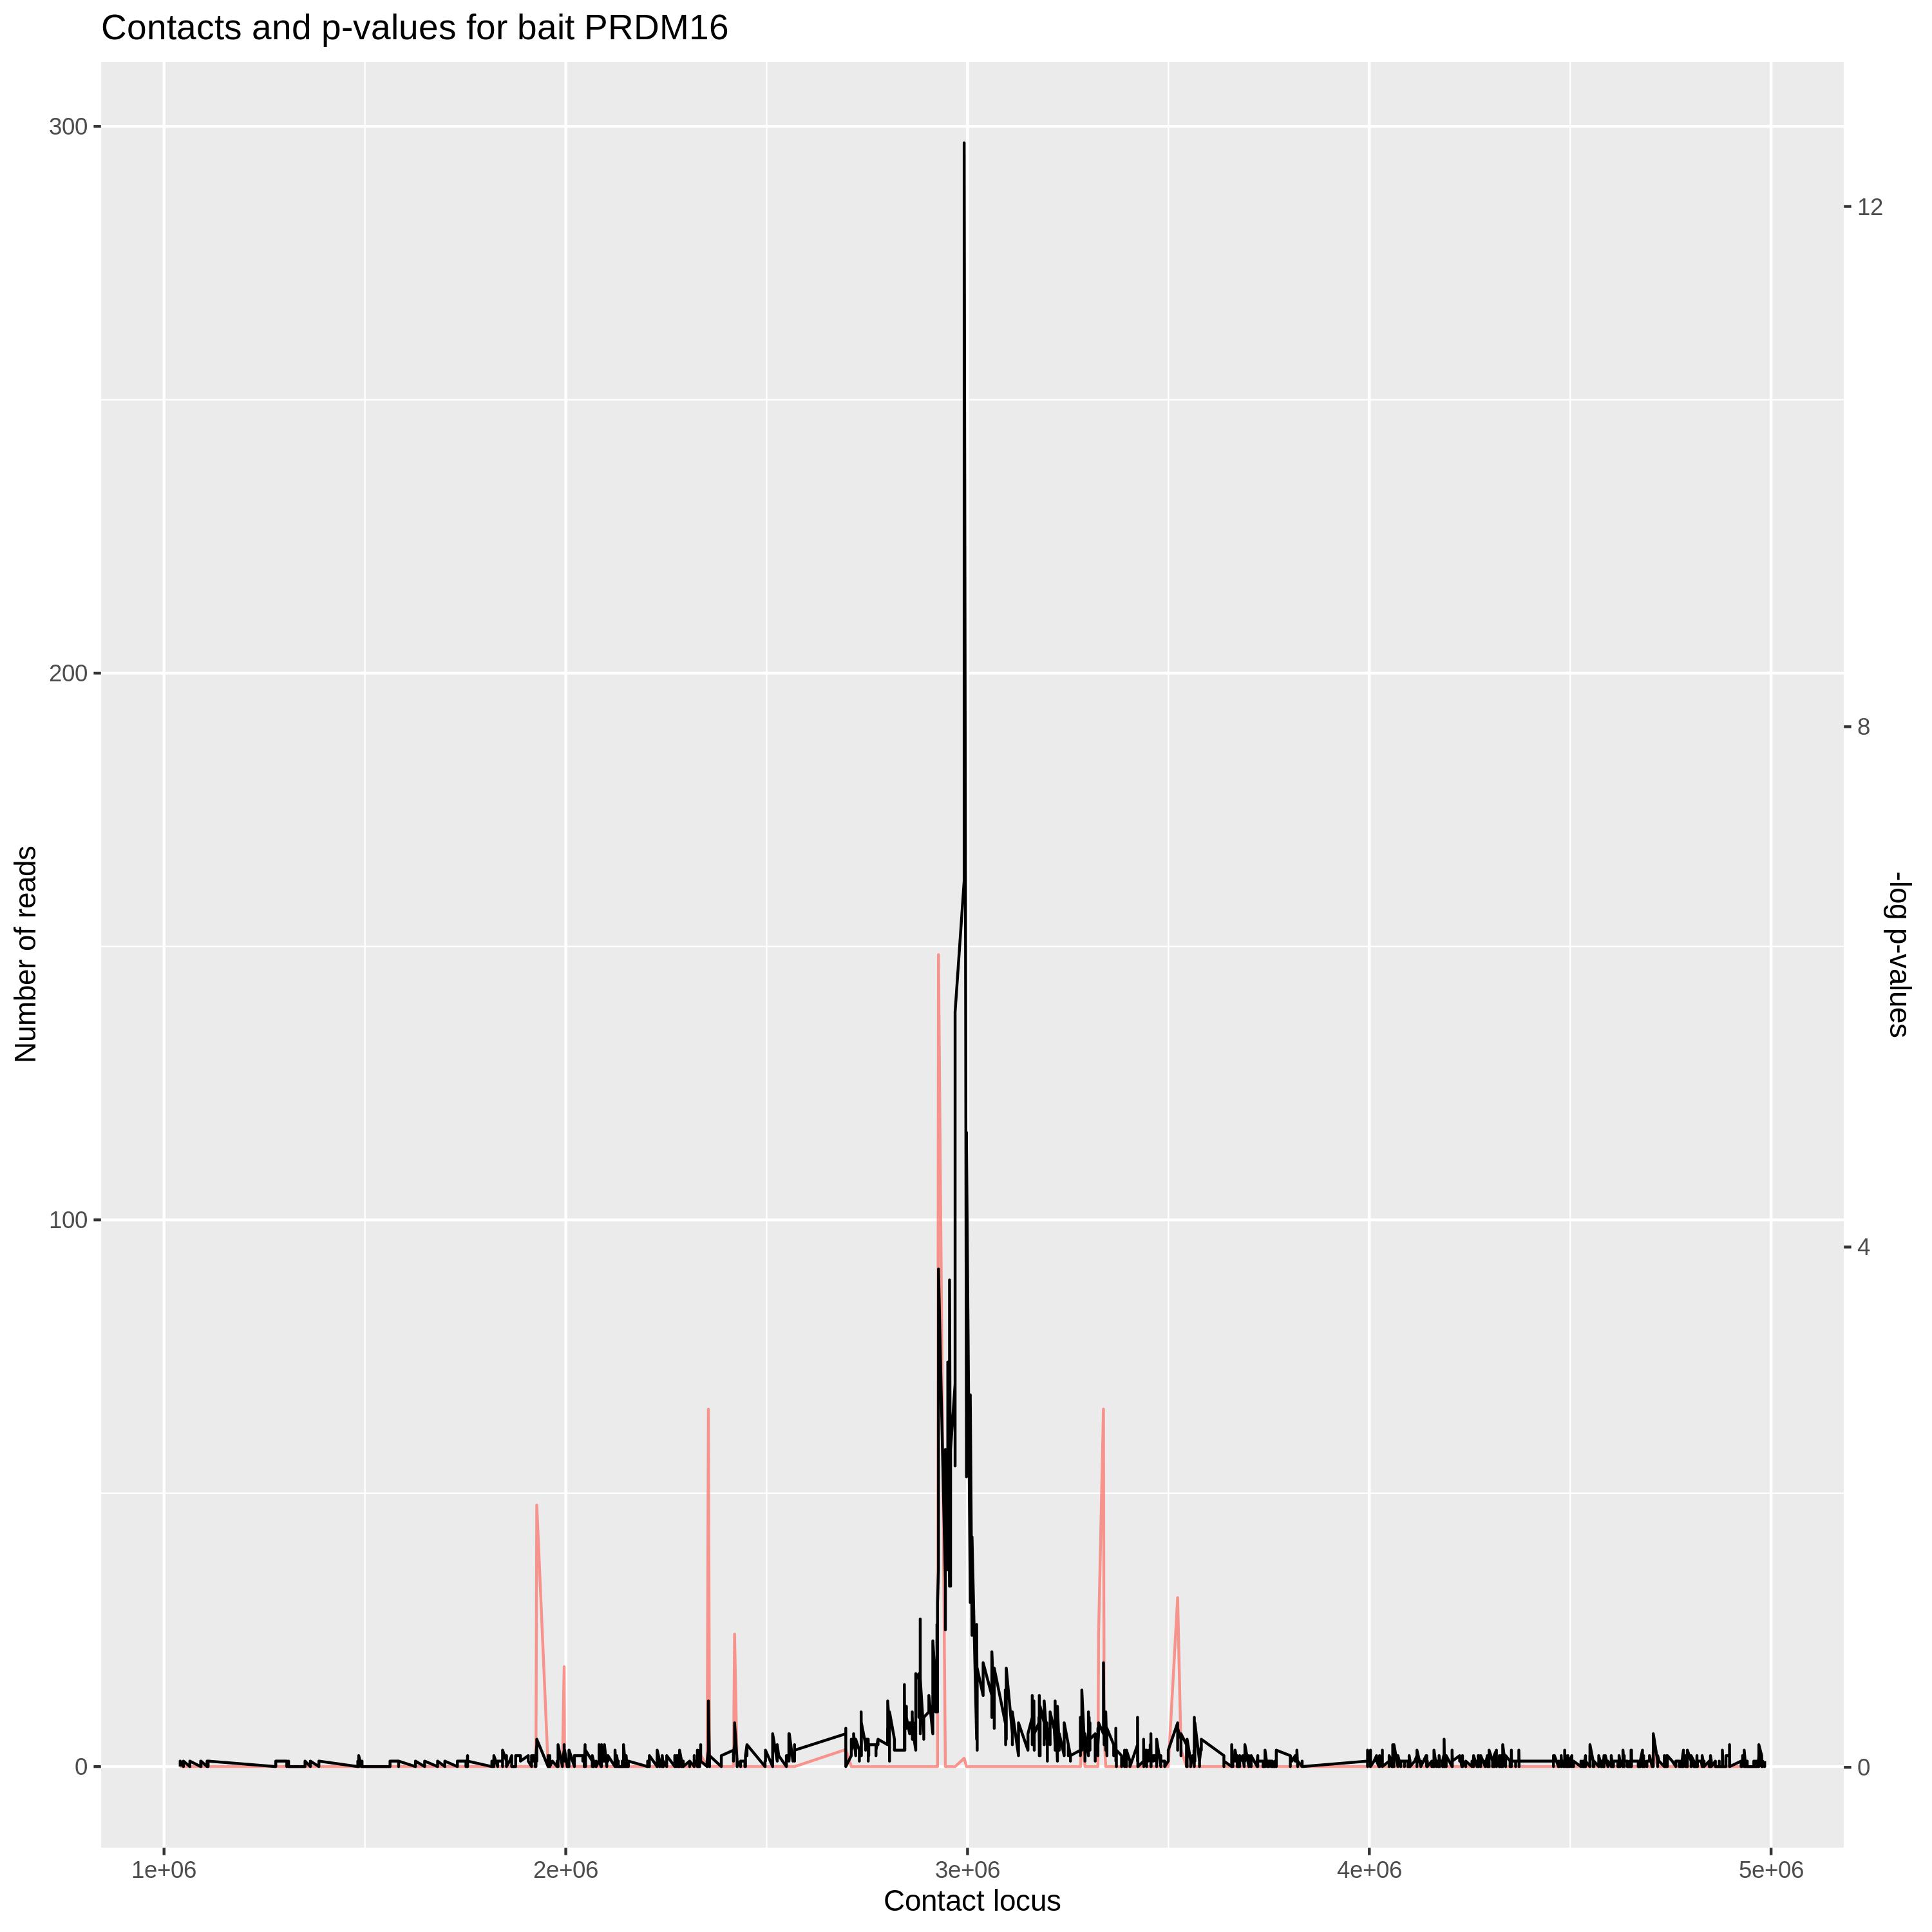 Contacts and p-values for bait PRDM16
300
200
100
0
Number of reads
12
8
4
0
-log p-values
1e+06
2e+06
3e+06
4e+06
5e+06
Contact locus